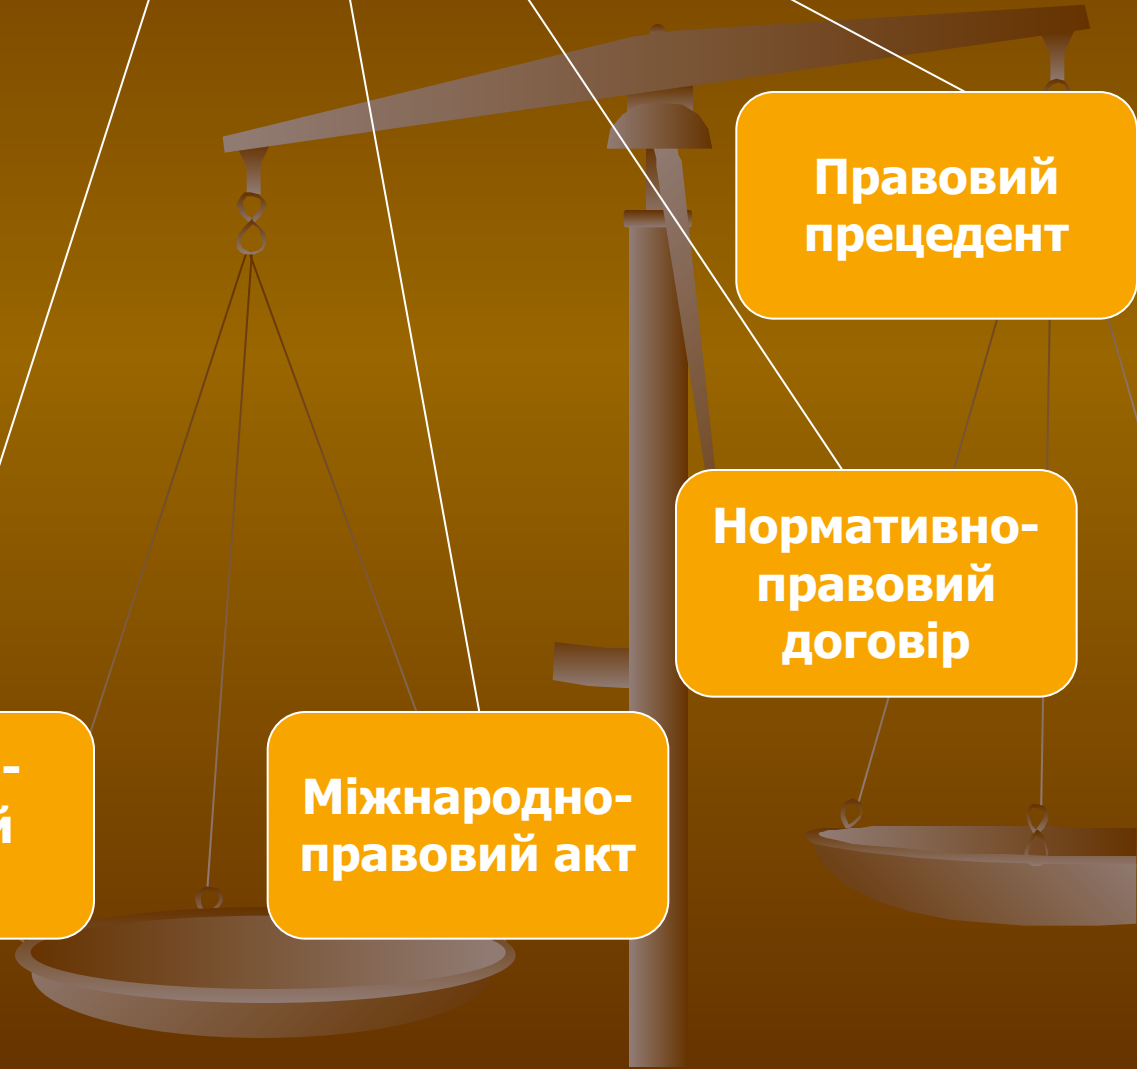 Правовий
прецедент
Нормативно-
правовий
договір
Міжнародно-
правовий акт